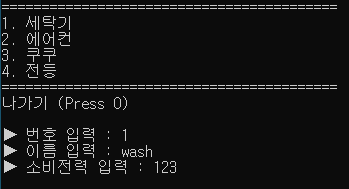 ==========================================
1. 세탁기
2. 에어컨
3. 쿠쿠
4. 전등
==========================================
나가기 (Press 0)
▶ 번호 입력 : 1
▶ 이름 입력 : wash
▶ 소비전력 입력 : 123